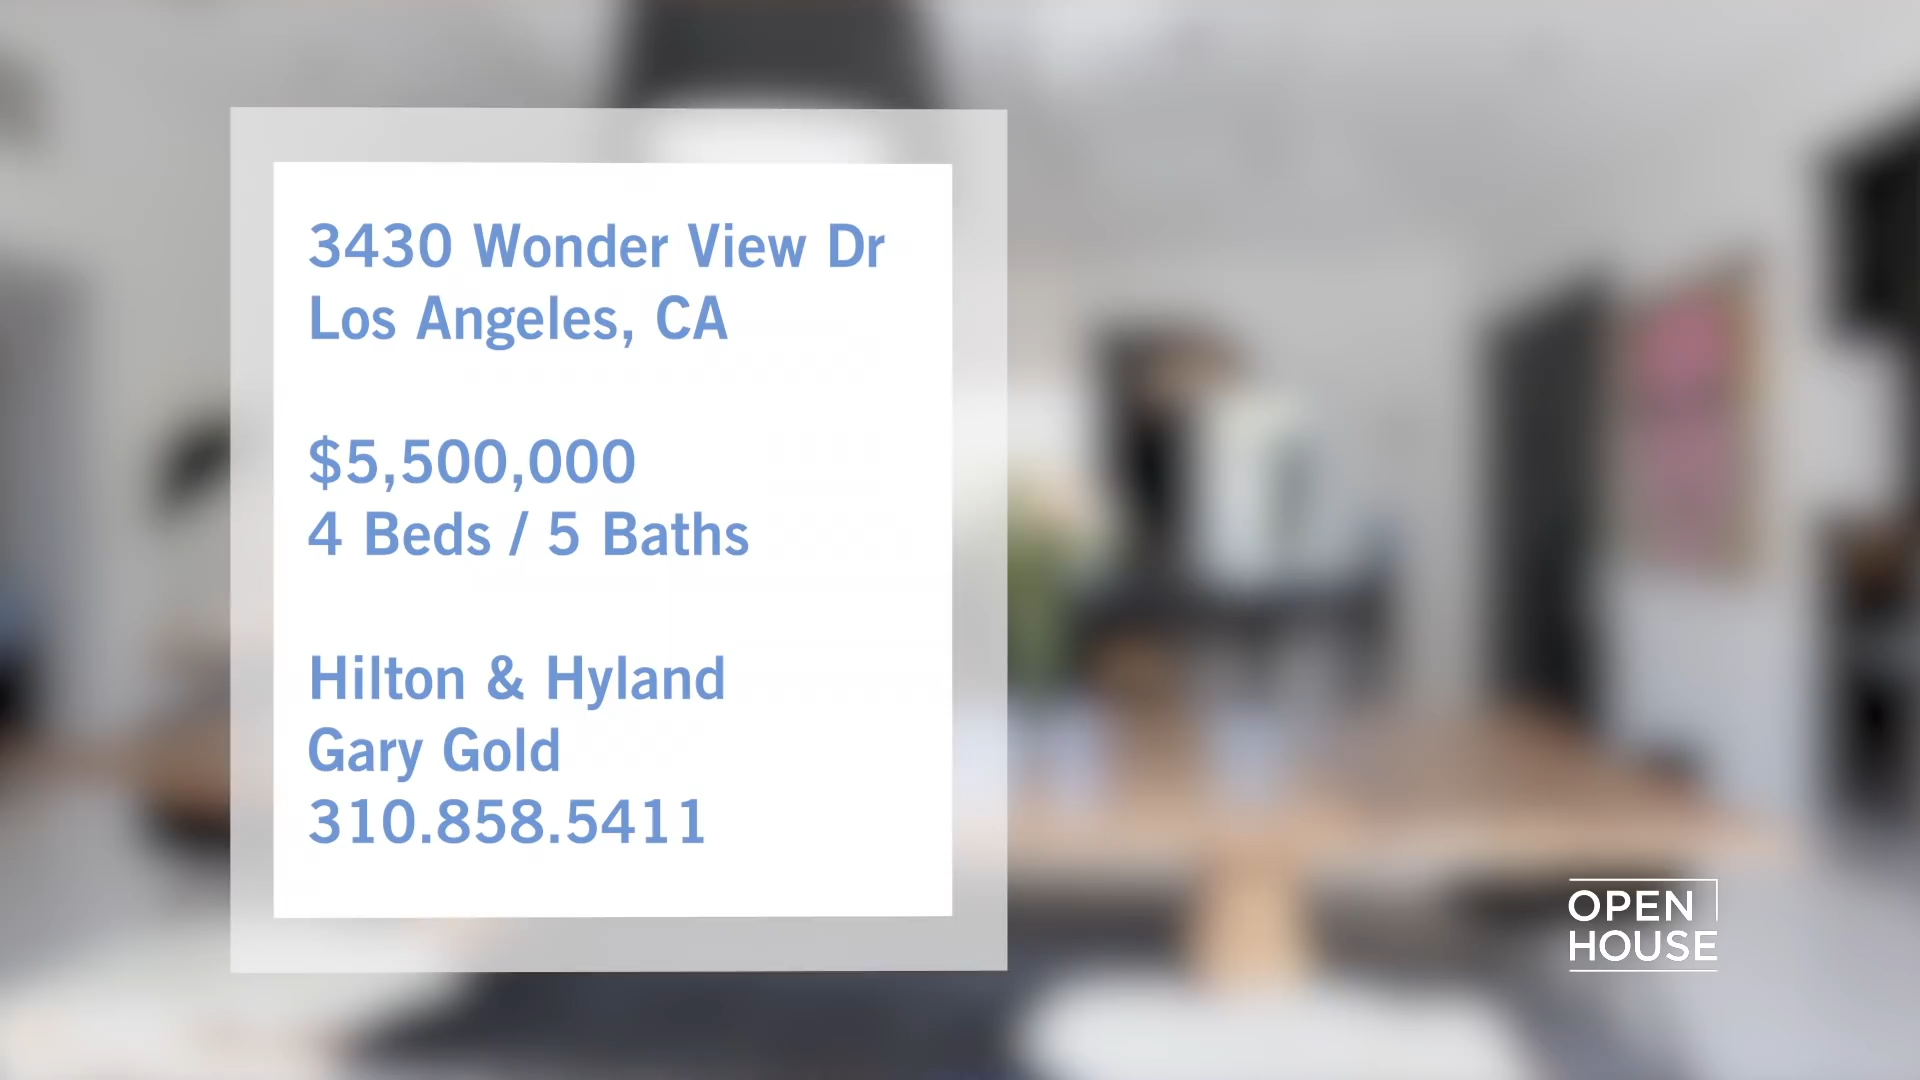 3430 Wonder View Dr
Los Angeles, CA
$5,500,000
4 Beds / 5 Baths
Hilton & Hyland
Gary Gold
310.858.5411
OPEN
HOUSE